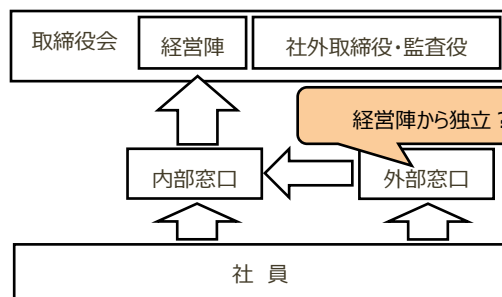 取締役会
経営陣
社外取締役・監査役
経営陣から独立？
内部窓口
外部窓口
社 員